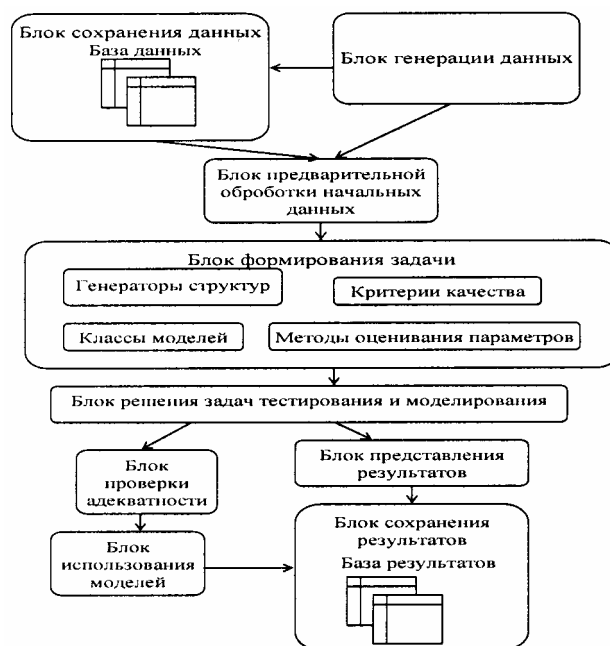 Блок сохранения данных
База данных
Блок генерации данных
Блок предварительной
обробтки начальных
данных
Блок формирования задачи
Генераторы структур
Критерии качества
Классы моделей
Методы оценивания параметров
Блок решения задач тестирования и моделирования
Блок
проверки
адекватности
Блок представления
результатов
Блок
использования
моделей
Блок сохранения
результатов
База результатов